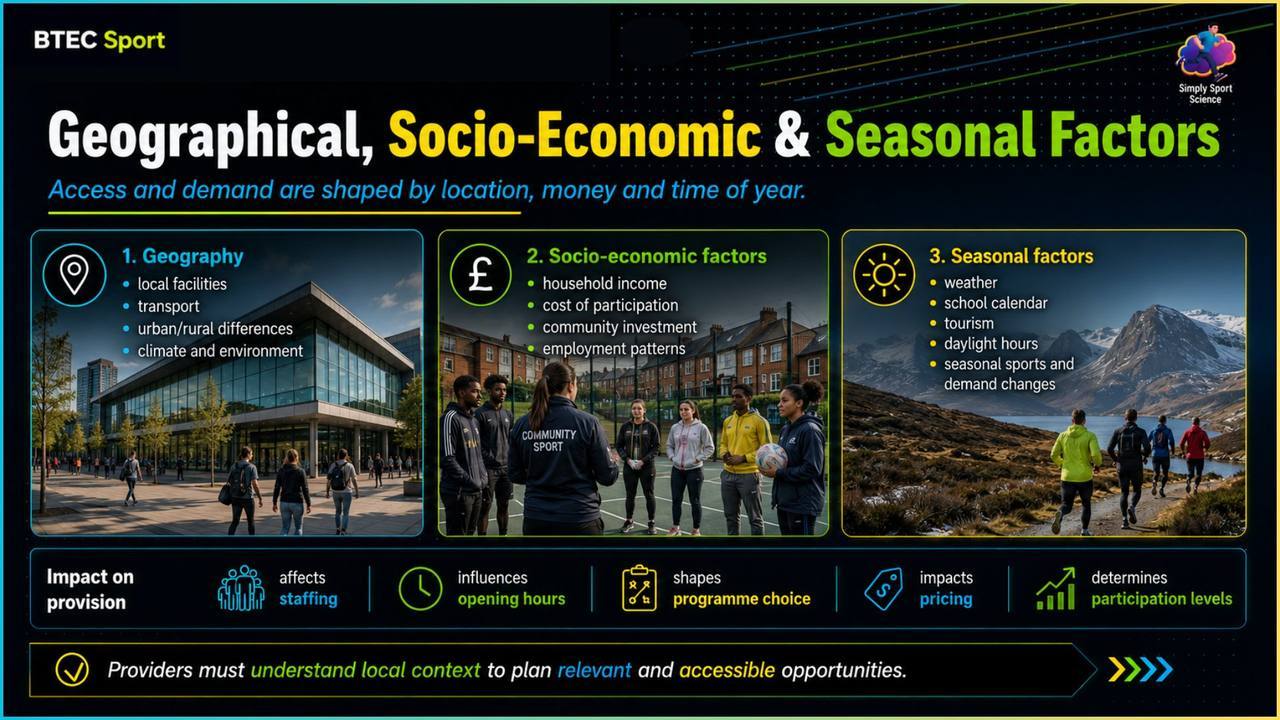 BTEC Sport
Simply Sport
Science
Geographical, Socio-Economic & Seasonal Factors
Access and demand are shaped by location, money and time of year.
1. Geography
• local facilities
• transport
• urban/rural differences
• climate and environment
£
2. Socio-economic factors
• household income
• cost of participation
• community investment
• employment patterns
COMMUNITY
SPORT
3. Seasonal factors
• weather
• school calendar
• tourism
• daylight hours
• seasonal sports and
demand changes
Impact on
provision
affects
staffing
influences
opening hours
shapes
programme choice
$
impacts
pricing
determines
participation levels
Providers must understand local context to plan relevant and accessible opportunities.